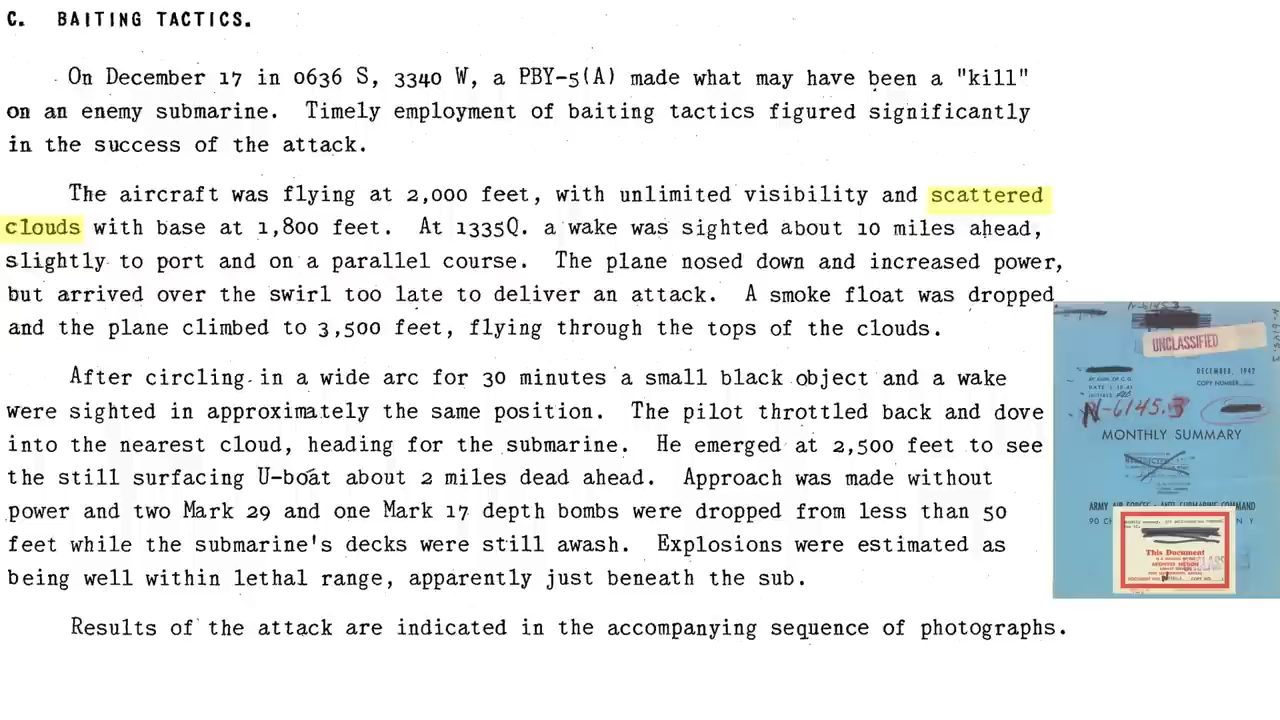 C. BAITING TACTICS.
On December 17 in 0636 S, 3340 W, a PBY-5(A) made what may have been a "kill"
on an enemy submarine. Timely employment of baiting tactics figured significantly
in the success of the attack.
The aircraft was flying at 2,000 feet, with unlimited visibility and scattered
clouds with base at 1,800 feet. At 1335Q. a wake was sighted about 10 miles ahead,
slightly to port and on a parallel course. The plane nosed down and increased power,
but arrived over the swirl too late to deliver an attack. A smoke float was dropped
and the plane climbed to 3,500 feet, flying through the tops of the clouds.
After circling in a wide arc for 30 minutes a small black object and a wake
were sighted in approximately the same position. The pilot throttled back and dove
into the nearest cloud, heading for the submarine. He emerged at 2,500 feet to see
the still surfacing U-boat about 2 miles dead ahead. Approach was made without
power and two Mark 29 and one Mark 17 depth bombs were dropped from less than 50
feet while the submarine's decks were still awash. Explosions were estimated as
being well within lethal range, apparently just beneath the sub.
Results of the attack are indicated in the accompanying sequence of photographs.
N-6145.3
UNCLASSIFIED
DECEMBER, 1942
COPY NUMBER
N-6145.3
MONTHLY SUMMARY
ARMY AIR FORCES ANTI-SUBMARINE COMMAND
90 CH N Y
This Document